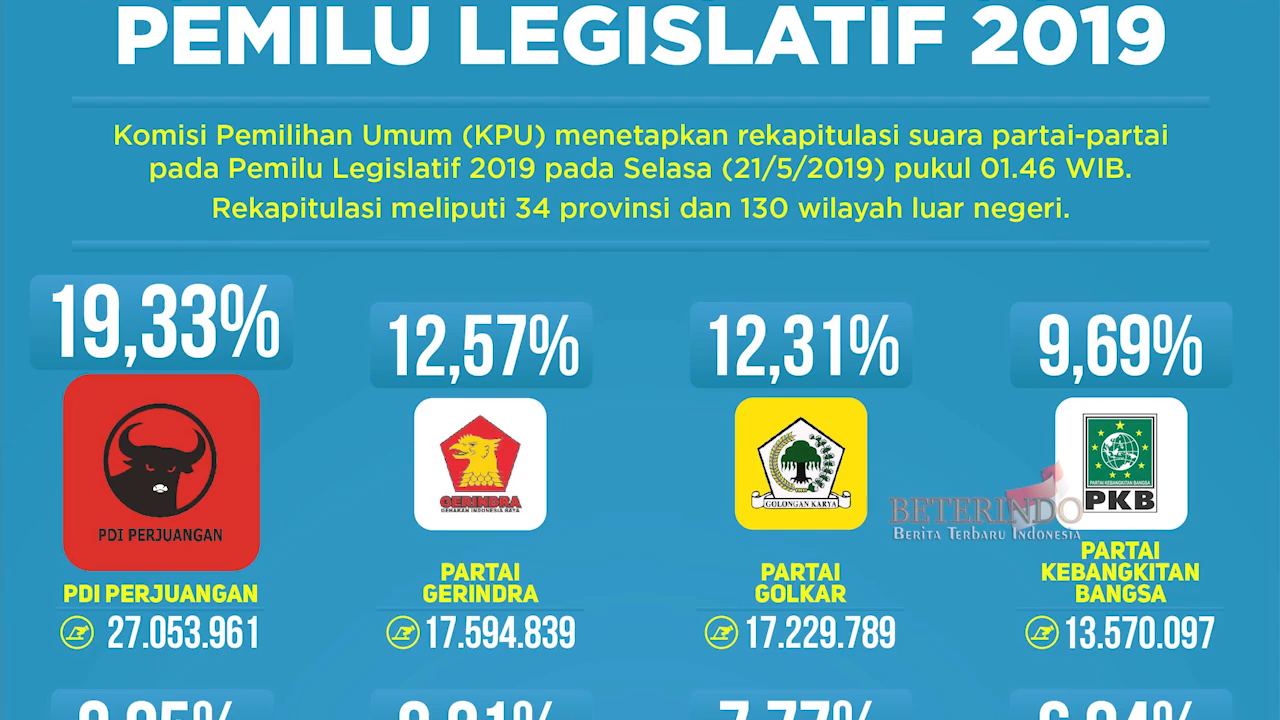 PEMILU LEGISLATIF 2019
Komisi Pemilihan Umum (KPU) menetapkan rekapitulasi suara partai-partai
pada Pemilu Legislatif 2019 pada Selasa (21/5/2019) pukul 01.46 WIB.
Rekapitulasi meliputi 34 provinsi dan 130 wilayah luar negeri.
19,33%
12,57%
12,31%
9,69%
PDI PERJUANGAN
GERINDRA
GERAKAN INDONESIA RAYA
GOLONGAN KARYA
PARTAI KEBANGKITAN BANGSA
PKB
BETERINDO
BERITA TERBARU INDONESIA
PDI PERJUANGAN
27.053.961
PARTAI
GERINDRA
17.594.839
PARTAI
GOLKAR
17.229.789
PARTAI
KEBANGKITAN
BANGSA
13.570.097